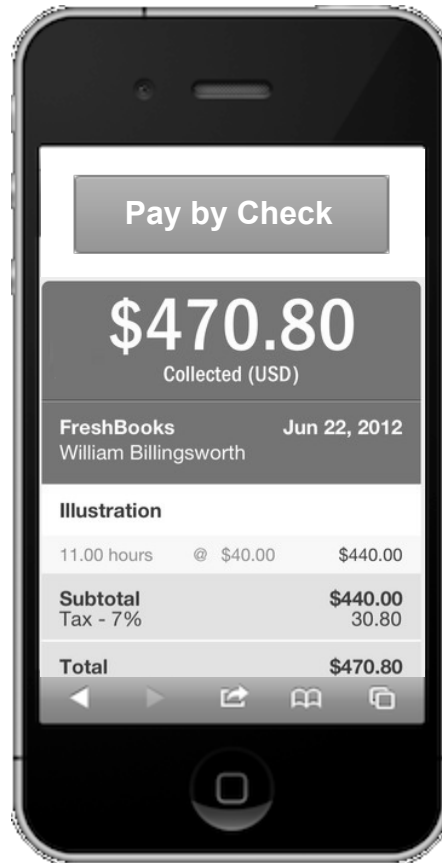 Pay by Check
$470.80
Collected (USD)
FreshBooks Jun 22, 2012
William Billingsworth
Illustration
11.00 hours @ $40.00 $440.00
Subtotal $440.00
Tax - 7% 30.80
Total $470.80